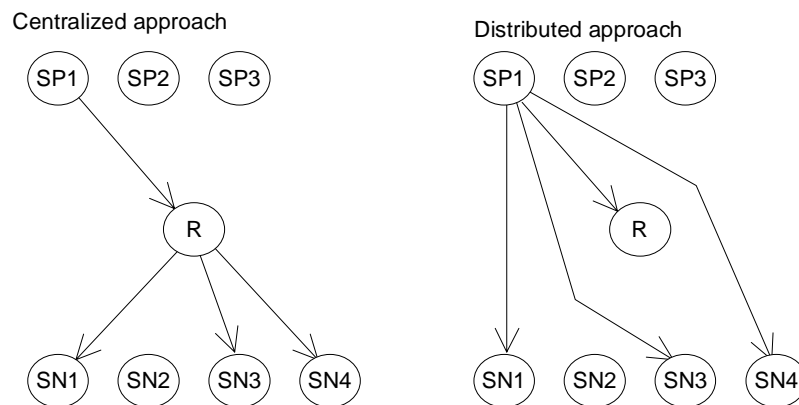 Centralized approach
SP1 SP2 SP3
R
SN1 SN2 SN3 SN4
Distributed approach
SP1 SP2 SP3
R
SN1 SN2 SN3 SN4